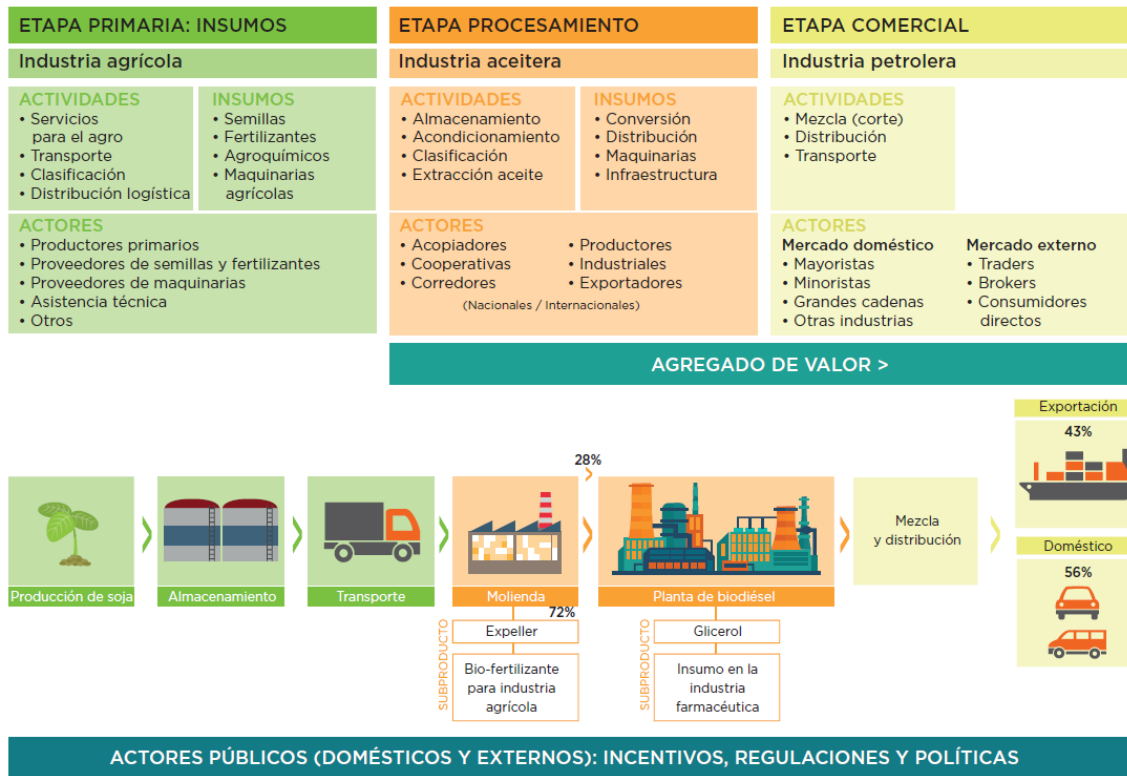 ETAPA PRIMARIA: INSUMOS
Industria agrícola
ACTIVIDADES
• Servicios
para el agro
• Transporte
• Clasificación
• Distribución logística
INSUMOS
• Semillas
• Fertilizantes
• Agroquímicos
• Maquinarias
agrícolas
ACTORES
• Productores primarios
• Proveedores de semillas y fertilizantes
• Proveedores de maquinarias
• Asistencia técnica
• Otros
ETAPA PROCESAMIENTO
Industria aceitera
ACTIVIDADES
• Almacenamiento
• Acondicionamiento
• Clasificación
• Extracción aceite
INSUMOS
• Conversión
• Distribución
• Maquinarias
• Infraestructura
ACTORES
• Acopiadores
• Cooperativas
• Corredores
• Productores
• Industriales
• Exportadores
(Nacionales / Internacionales)
ETAPA COMERCIAL
Industria petrolera
ACTIVIDADES
• Mezcla (corte)
• Distribución
• Transporte
ACTORES
Mercado doméstico
• Mayoristas
• Minoristas
• Grandes cadenas
• Otras industrias
Mercado externo
• Traders
• Brokers
• Consumidores
directos
AGREGADO DE VALOR >
Producción de soja
Almacenamiento
Transporte
Molienda
28%
Planta de biodiésel
Mezcla
y distribución
Exportación
43%
Doméstico
56%
72%
SUBPRODUCTO
Expeller
Bio-fertilizante
para industria
agrícola
SUBPRODUCTO
Glicerol
Insumo en la
industria
farmacéutica
ACTORES PÚBLICOS (DOMÉSTICOS Y EXTERNOS): INCENTIVOS, REGULACIONES Y POLÍTICAS